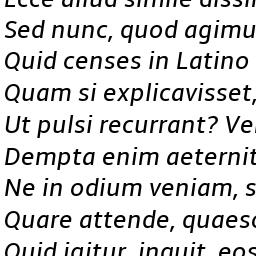 Ecce aliud simile dissi
Sed nunc, quod agimu
Quid censes in Latino
Quam si explicavisset,
Ut pulsi recurrant? Ve
Dempta enim aeternit
Ne in odium veniam, s
Quare attende, quaeso
Quid igitur, inquit, eos